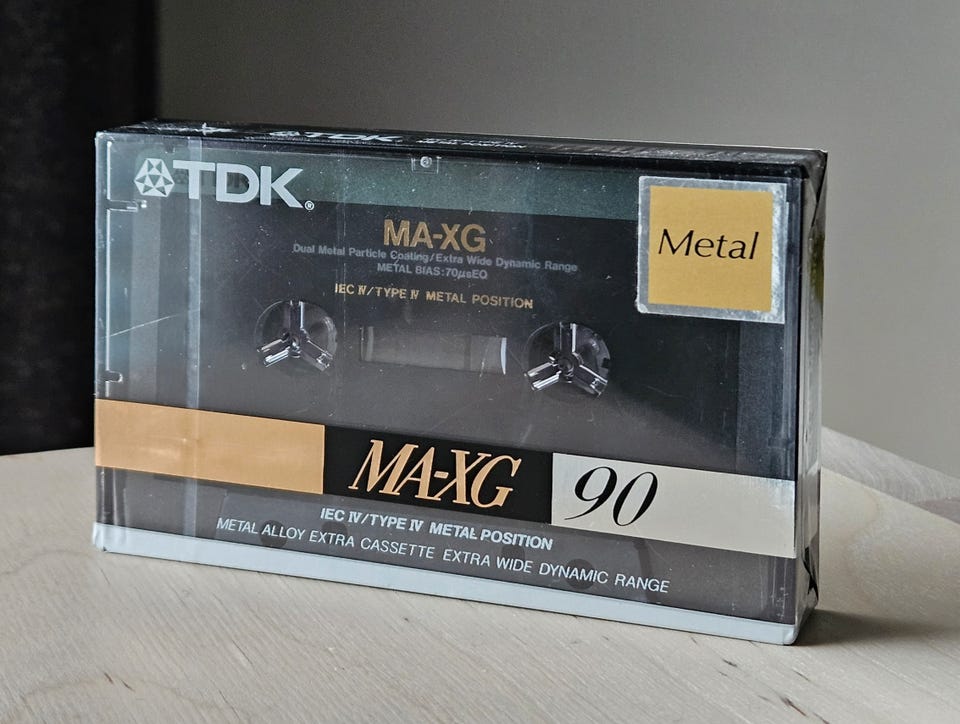 TDK
TDK®
Metal
MA-XG
Dual Metal Particle Coating/Extra Wide Dynamic Range
METAL BIAS:70μsEQ
IEC Ⅳ/TYPE Ⅳ METAL POSITION
MA-XG
90
IEC Ⅳ/TYPE Ⅳ METAL POSITION
METAL ALLOY EXTRA CASSETTE EXTRA WIDE DYNAMIC RANGE